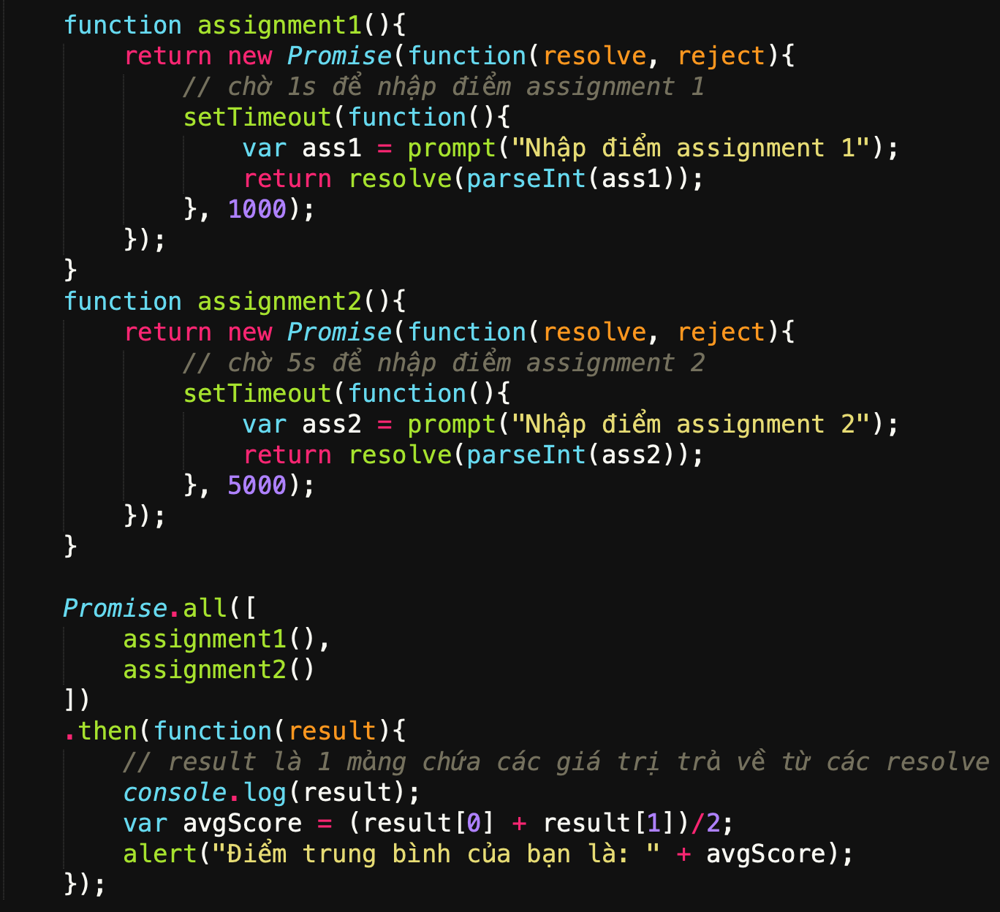 function assignment1(){
    return new Promise(function(resolve, reject){
        // chờ 1s để nhập điểm assignment 1
        setTimeout(function(){
            var ass1 = prompt("Nhập điểm assignment 1");
            return resolve(parseInt(ass1));
        }, 1000);
    });
}
function assignment2(){
    return new Promise(function(resolve, reject){
        // chờ 5s để nhập điểm assignment 2
        setTimeout(function(){
            var ass2 = prompt("Nhập điểm assignment 2");
            return resolve(parseInt(ass2));
        }, 5000);
    });
}

Promise.all([
    assignment1(),
    assignment2()
])
.then(function(result){
    // result là 1 mảng chứa các giá trị trả về từ các resolve
    console.log(result);
    var avgScore = (result[0] + result[1])/2;
    alert("Điểm trung bình của bạn là: " + avgScore);
});